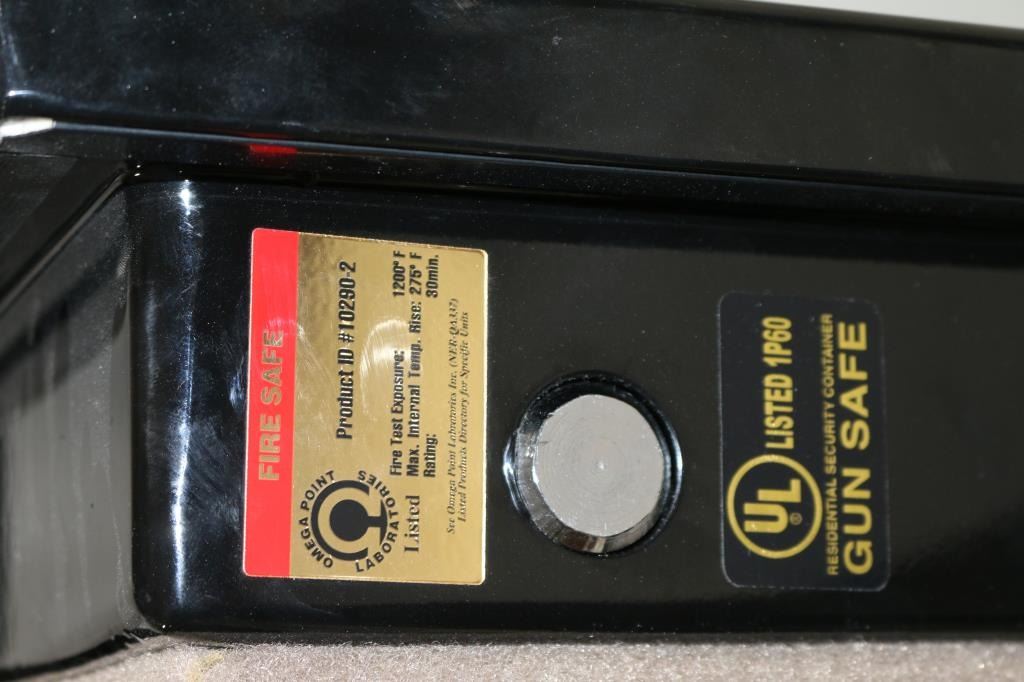 FIRE SAFE
Product ID #10290-2
OMEGA POINT
LABORATORIES
Listed
Fire Test Exposure: 1200° F
Max. Internal Temp. Rise: 275° F
Rating: 30min.
See Omega Point Laboratories Inc. (NER-QA337)
Listed Products Directory for Specific Units
UL ® LISTED 1P60
RESIDENTIAL SECURITY CONTAINER
GUN SAFE